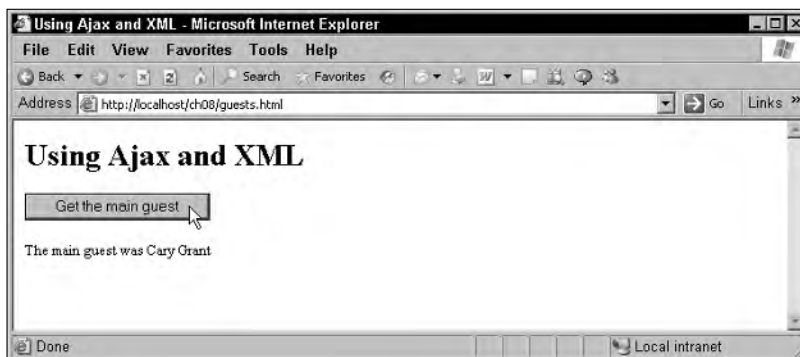 Using Ajax and XML - Microsoft Internet Explorer
File Edit View Favorites Tools Help
Back Search Favorites
Address http://localhost/ch08/guests.html Go Links »
Using Ajax and XML
Get the main guest
The main guest was Cary Grant
Done Local intranet